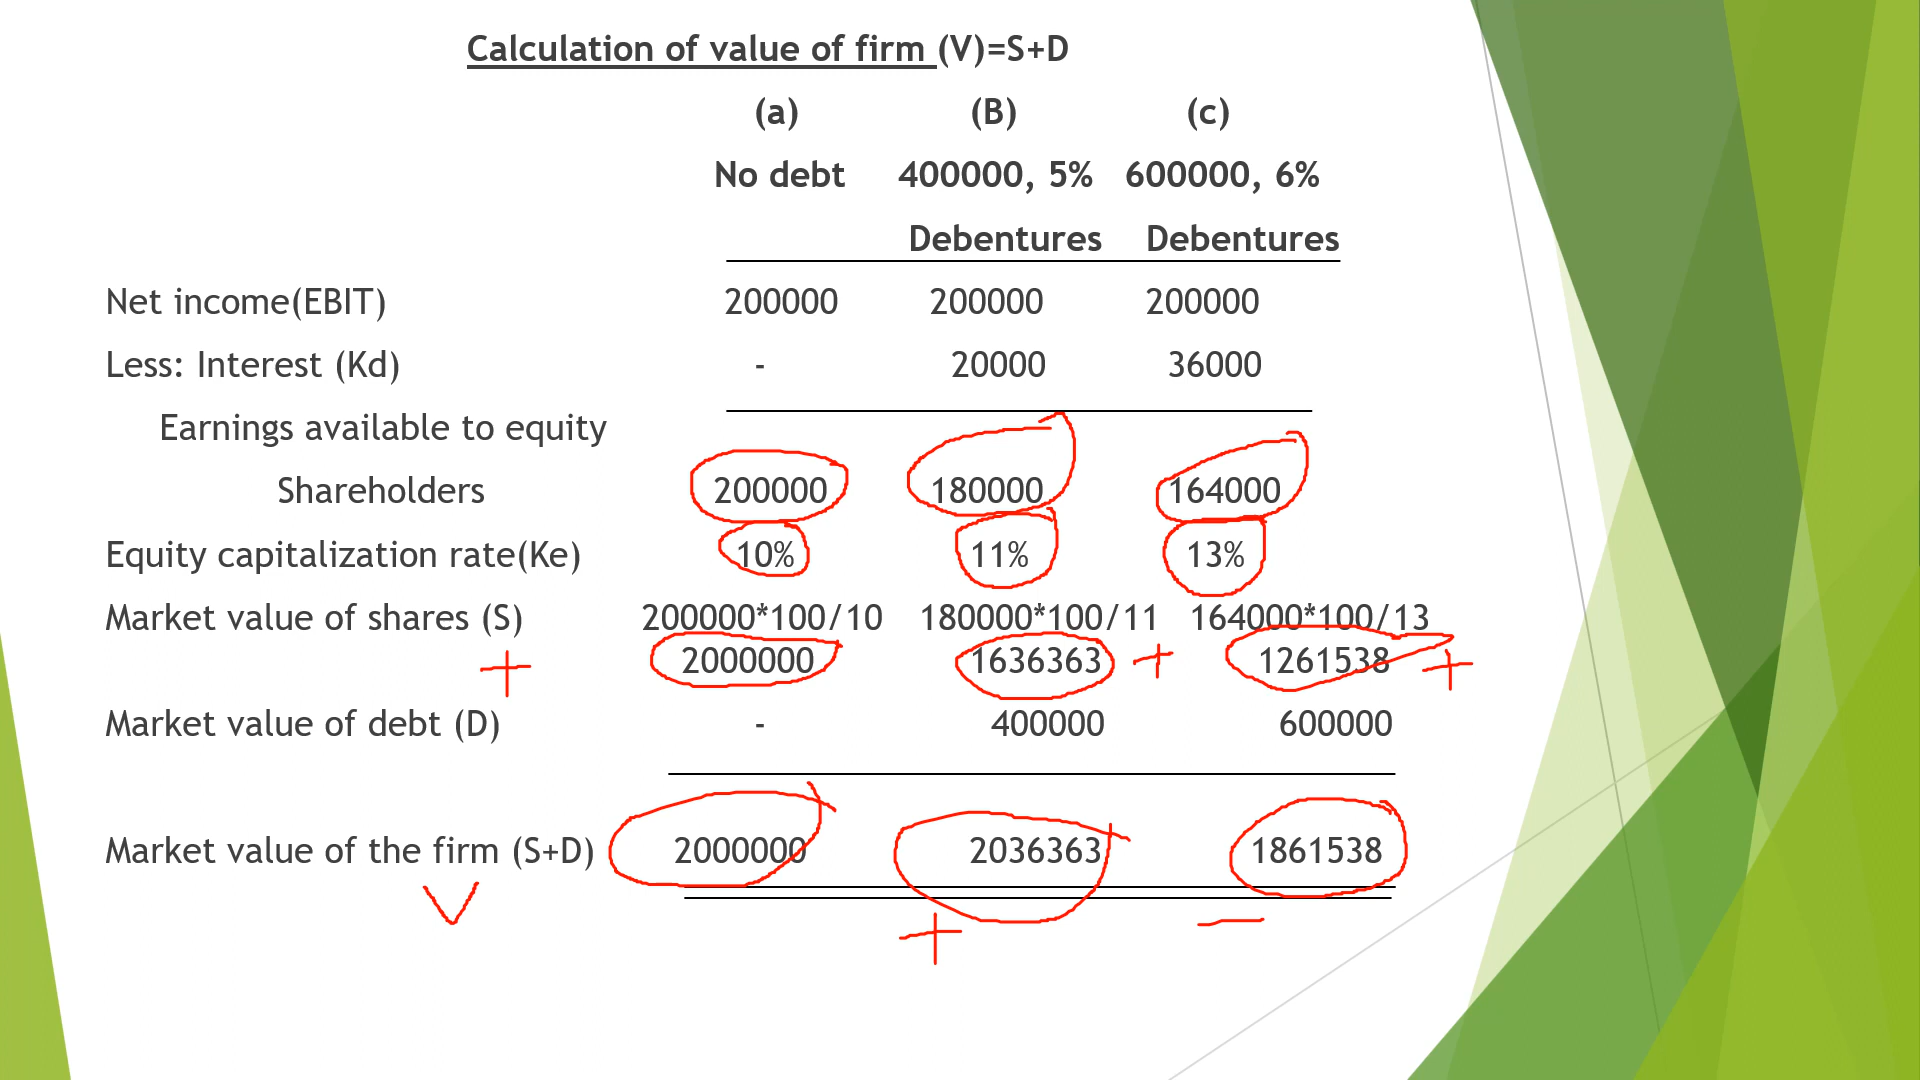 Calculation of value of firm (V)=S+D
(a) (B) (c)
No debt 400000, 5% 600000, 6%
Debentures Debentures
Net income(EBIT) 200000 200000 200000
Less: Interest (Kd) - 20000 36000
Earnings available to equity
Shareholders 200000 180000 164000
Equity capitalization rate(Ke) 10% 11% 13%
Market value of shares (S) 200000*100/10 180000*100/11 164000*100/13
+ 2000000 1636363 + 1261538 +
Market value of debt (D) - 400000 600000
Market value of the firm (S+D) 2000000 2036363 1861538
V + -